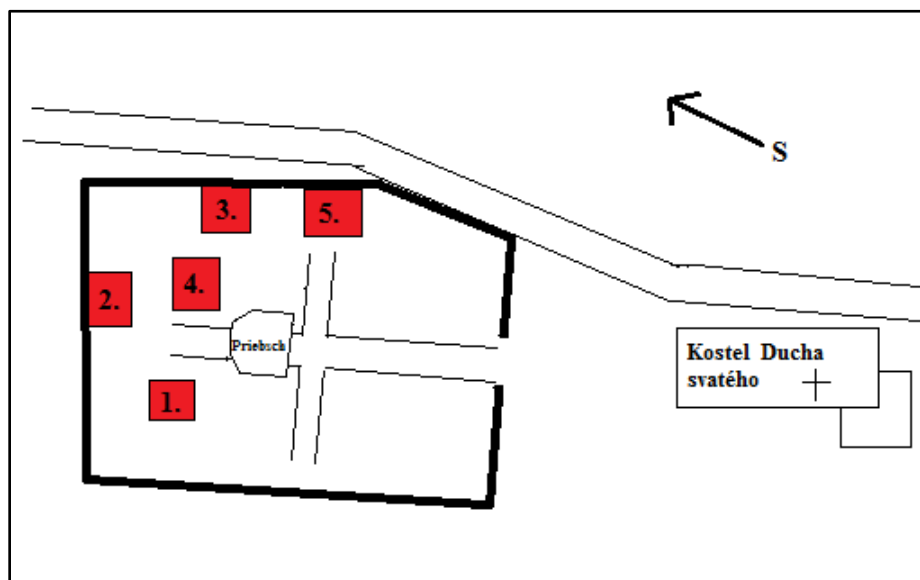 S
3.
5.
2.
4.
Priebsch
1.
Kostel Ducha
svatého